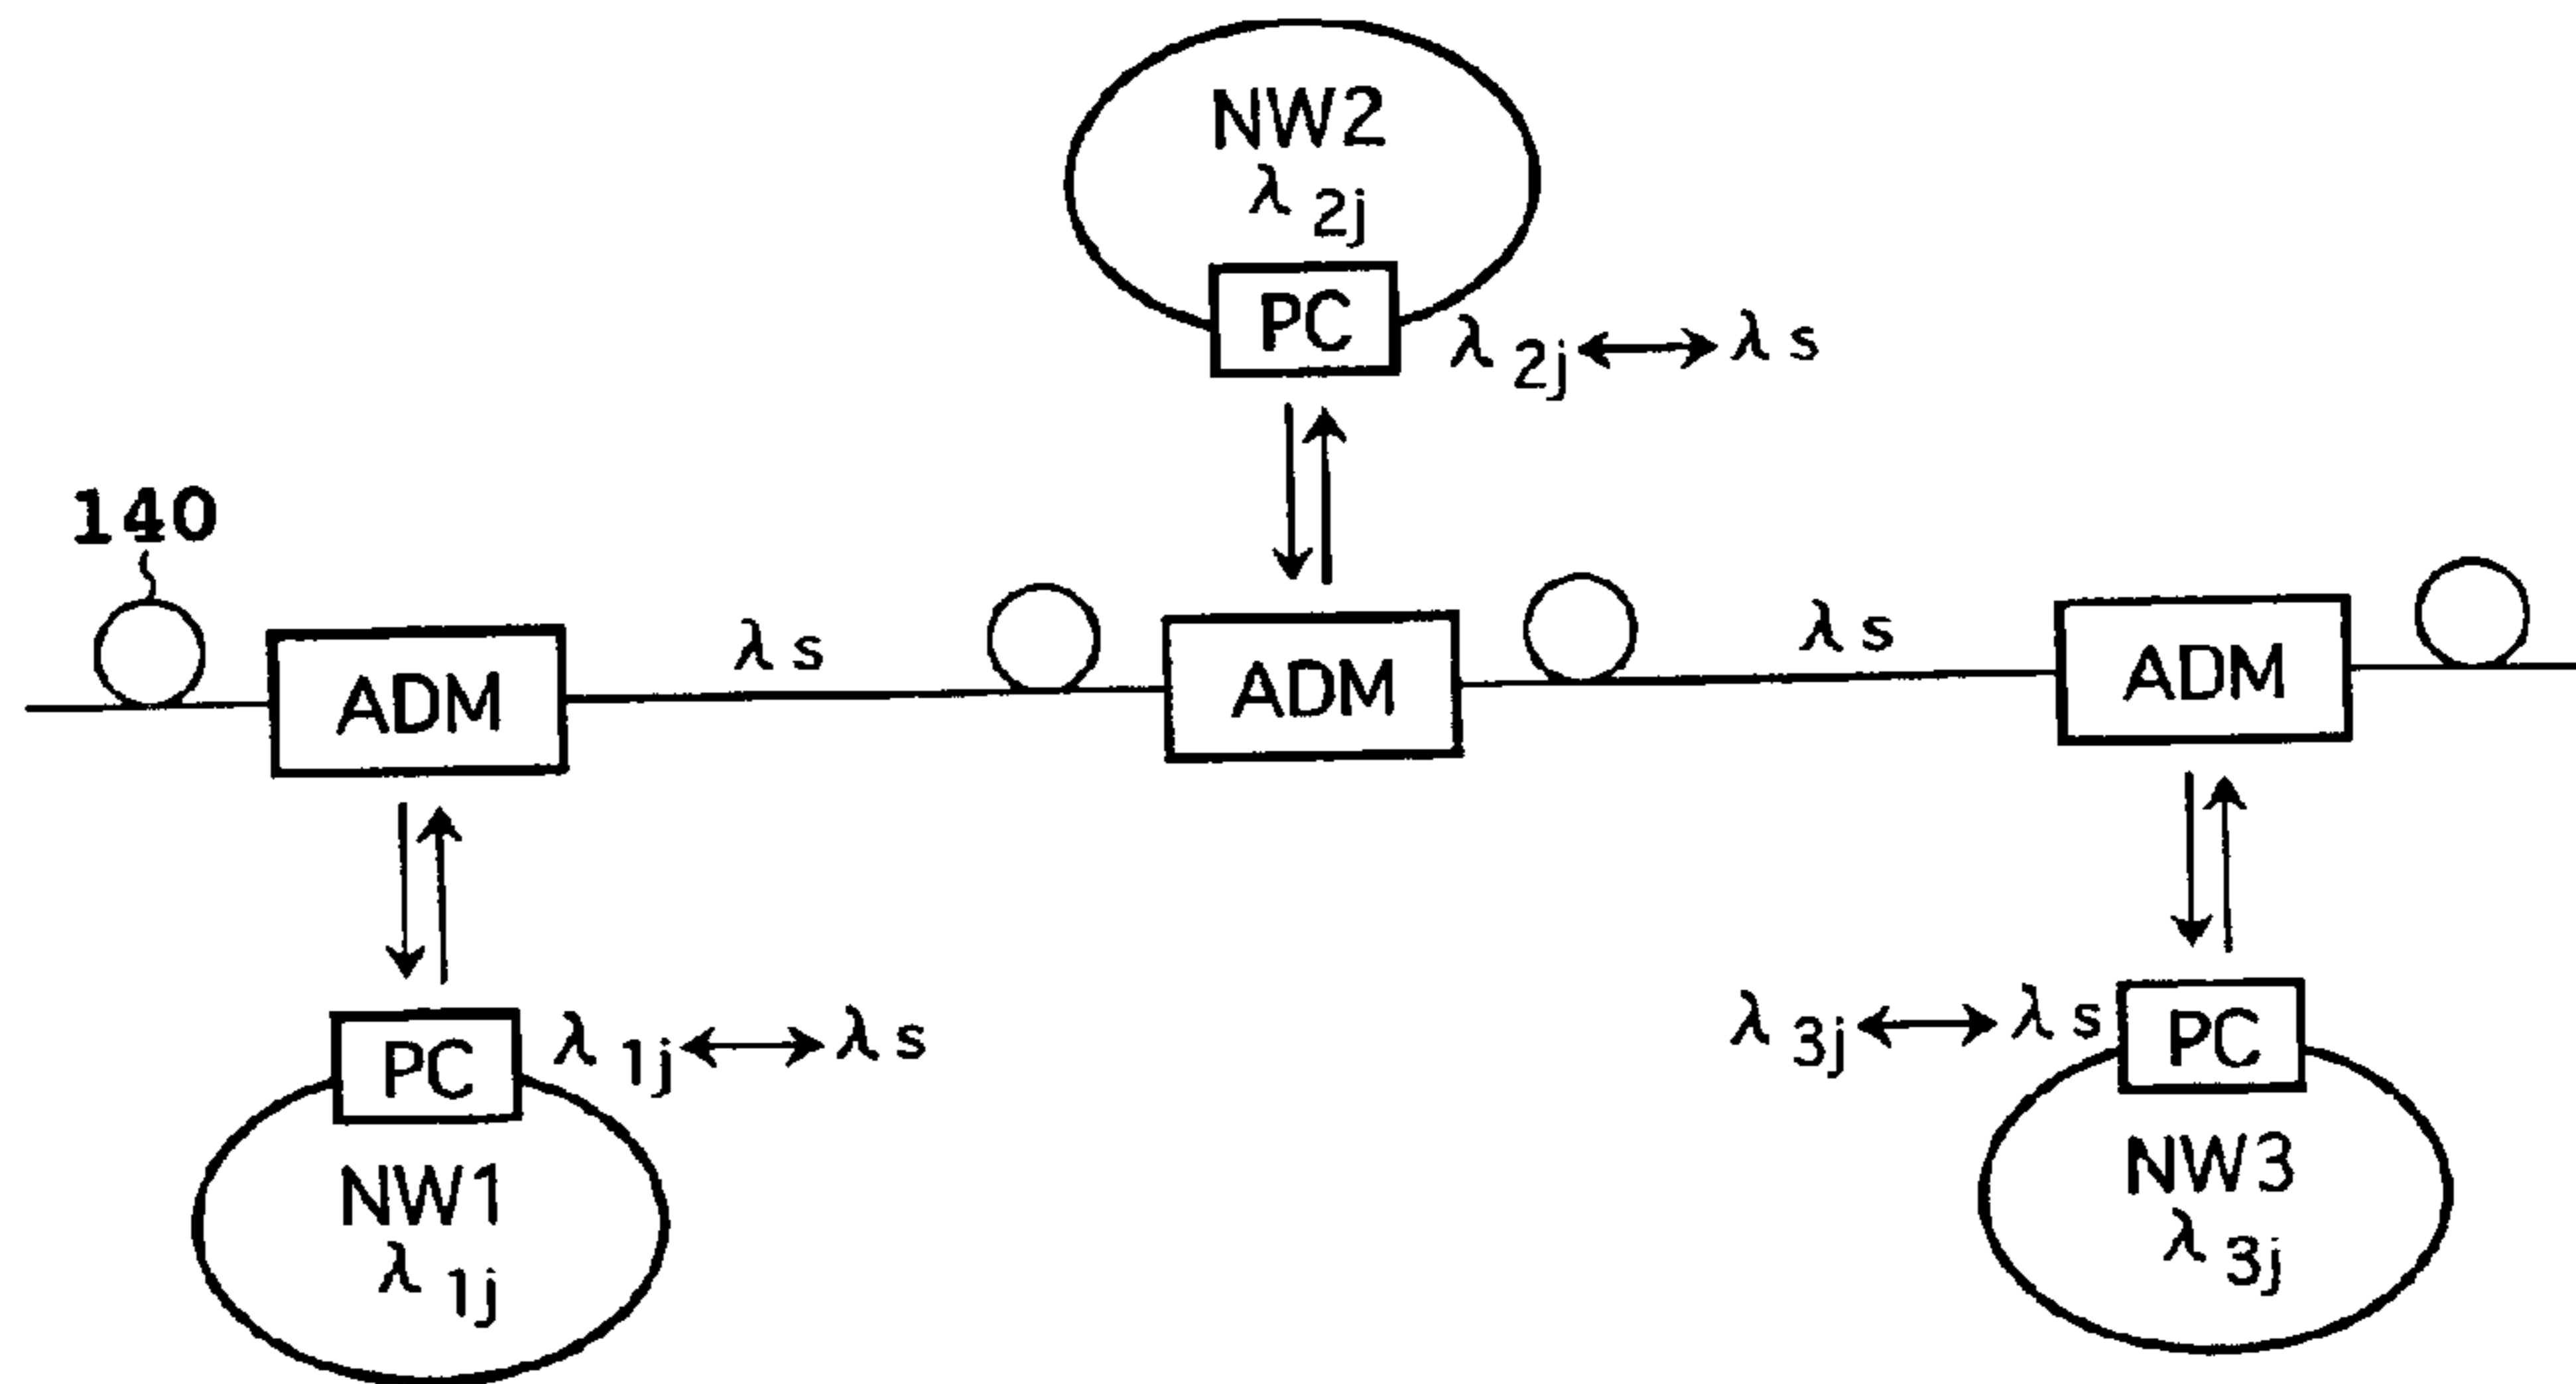 NW2
λ 2j
PC
λ 2j ↔ λ s
140
ADM
λ s
ADM
λ s
ADM
PC
λ 1j ↔ λ s
NW1
λ 1j
λ 3j ↔ λ s
PC
NW3
λ 3j